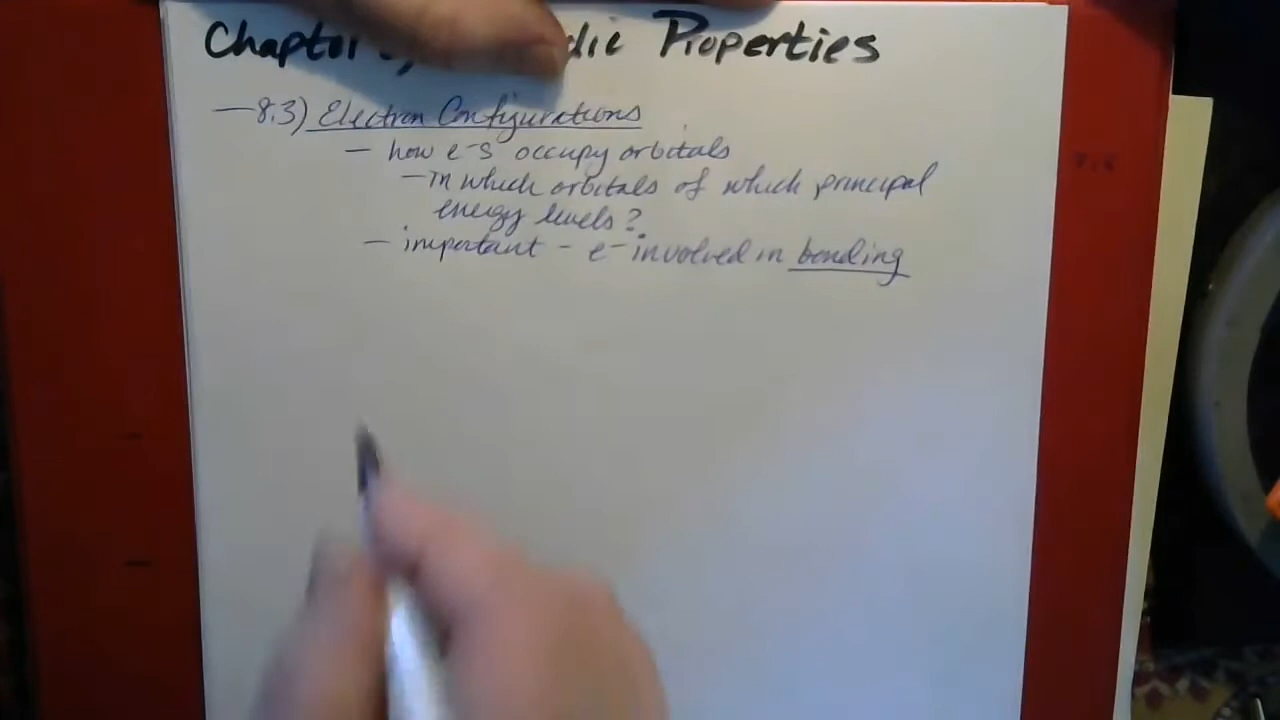 Chapter dic Properties
— 8.3) Electron Configurations
— how e-s occupy orbitals
— in which orbitals of which principal
energy levels?
— important - e- involved in bonding